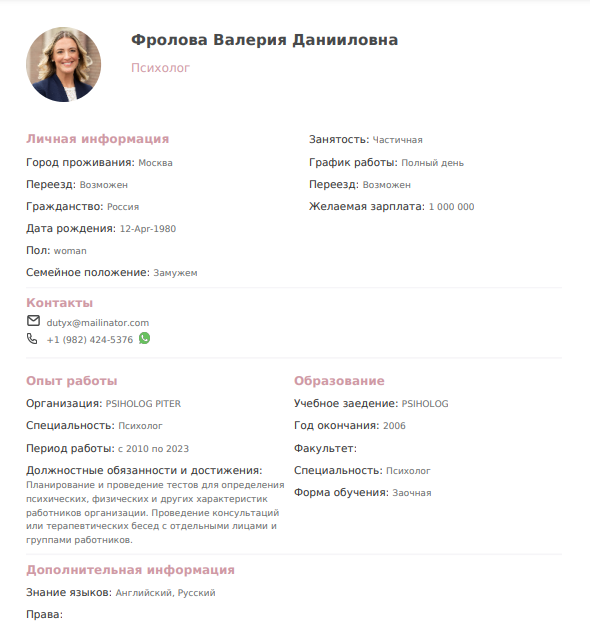 Фролова Валерия Данииловна
Психолог
Личная информация
Город проживания: Москва
Переезд: Возможен
Гражданство: Россия
Дата рождения: 12-Apr-1980
Пол: woman
Семейное положение: Замужем
Занятость: Частичная
График работы: Полный день
Переезд: Возможен
Желаемая зарплата: 1 000 000
Контакты
dutyx@mailinator.com
+1 (982) 424-5376
Опыт работы
Организация: PSIHOLOG PITER
Специальность: Психолог
Период работы: с 2010 по 2023
Должностные обязанности и достижения:
Планирование и проведение тестов для определения
психических, физических и других характеристик
работников организации. Проведение консультаций
или терапевтических бесед с отдельными лицами и
группами работников.
Образование
Учебное заедение: PSIHOLOG
Год окончания: 2006
Факультет:
Специальность: Психолог
Форма обучения: Заочная
Дополнительная информация
Знание языков: Английский, Русский
Права: